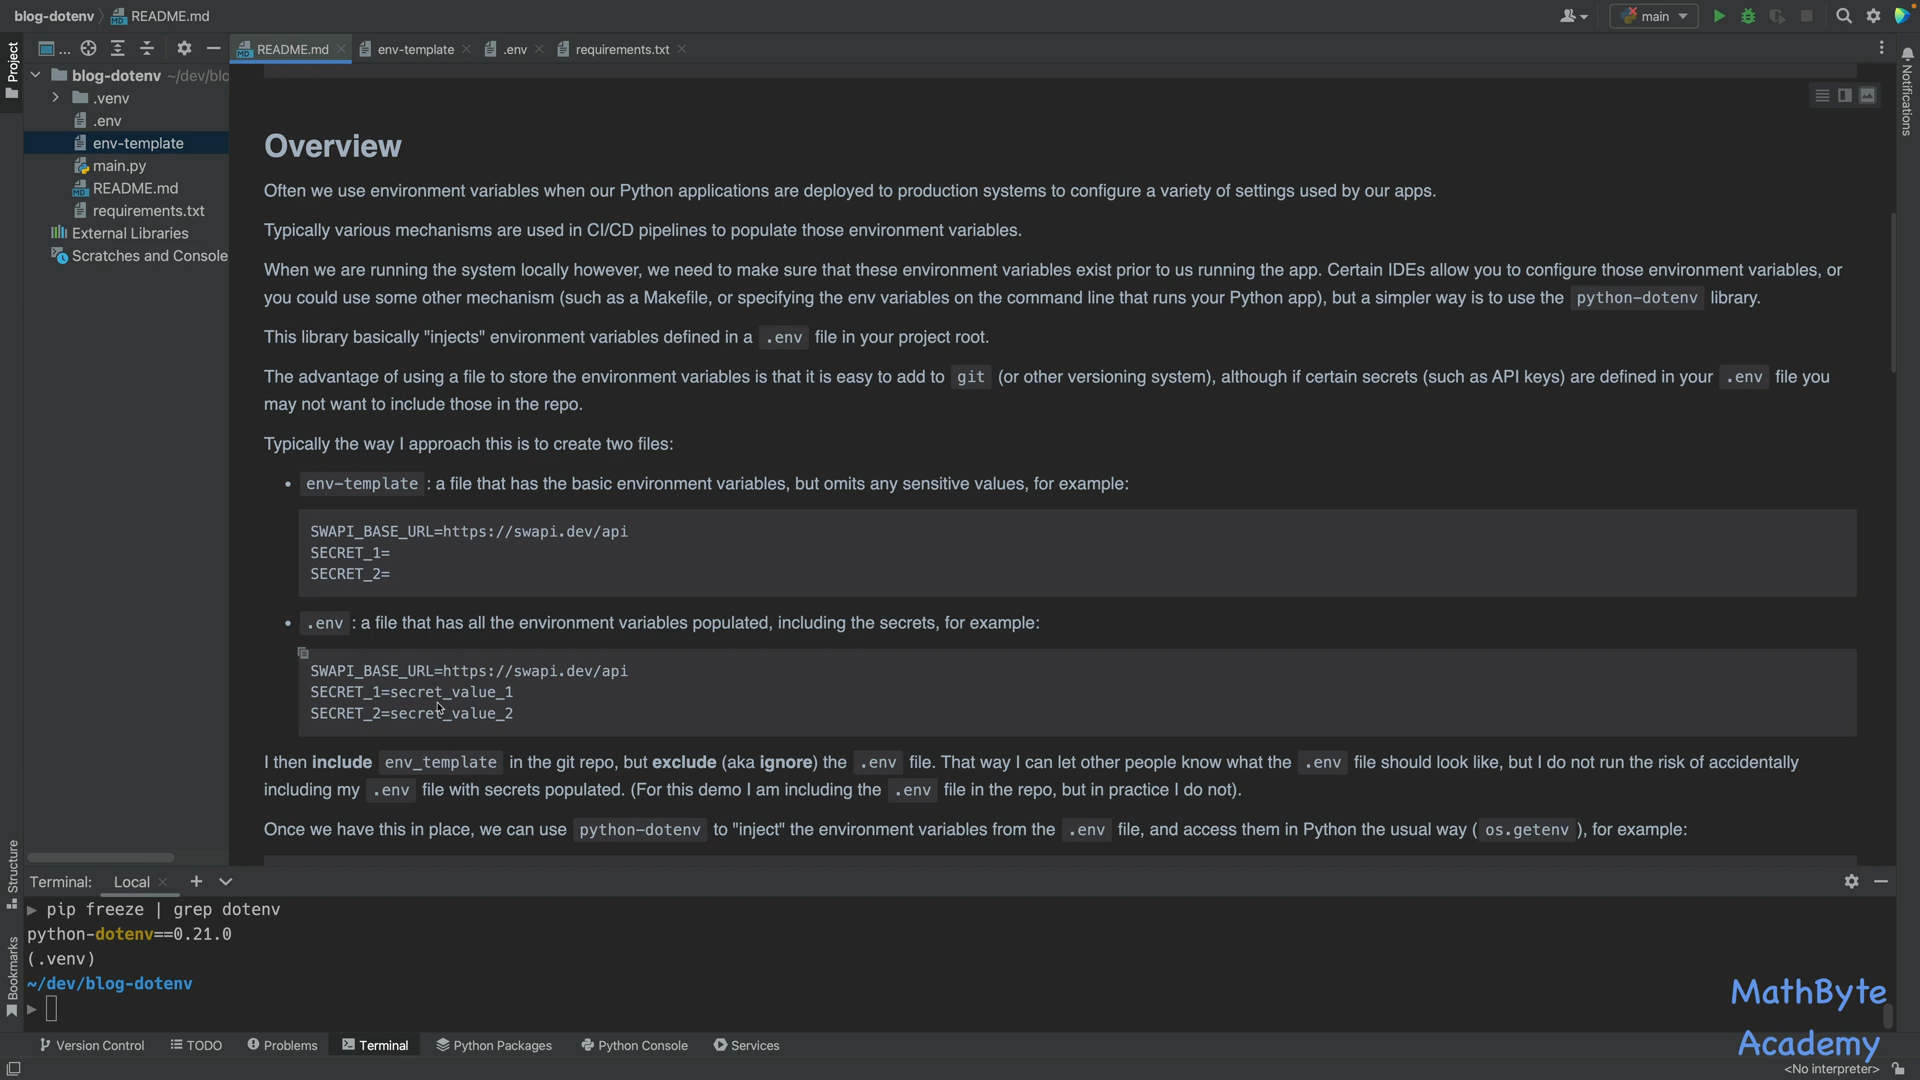 blog-dotenv
README.md
main
Project
...
README.md
env-template
.env
requirements.txt
Notifications
blog-dotenv ~/dev/blo
.venv
.env
env-template
main.py
README.md
requirements.txt
External Libraries
Scratches and Console
Overview
Often we use environment variables when our Python applications are deployed to production systems to configure a variety of settings used by our apps.
Typically various mechanisms are used in CI/CD pipelines to populate those environment variables.
When we are running the system locally however, we need to make sure that these environment variables exist prior to us running the app. Certain IDEs allow you to configure those environment variables, or
you could use some other mechanism (such as a Makefile, or specifying the env variables on the command line that runs your Python app), but a simpler way is to use the python-dotenv library.
This library basically "injects" environment variables defined in a .env file in your project root.
The advantage of using a file to store the environment variables is that it is easy to add to git (or other versioning system), although if certain secrets (such as API keys) are defined in your .env file you
may not want to include those in the repo.
Typically the way I approach this is to create two files:
• env-template : a file that has the basic environment variables, but omits any sensitive values, for example:
SWAPI_BASE_URL=https://swapi.dev/api
SECRET_1=
SECRET_2=
• .env : a file that has all the environment variables populated, including the secrets, for example:
SWAPI_BASE_URL=https://swapi.dev/api
SECRET_1=secret_value_1
SECRET_2=secret_value_2
I then include env_template in the git repo, but exclude (aka ignore) the .env file. That way I can let other people know what the .env file should look like, but I do not run the risk of accidentally
including my .env file with secrets populated. (For this demo I am including the .env file in the repo, but in practice I do not).
Once we have this in place, we can use python-dotenv to "inject" the environment variables from the .env file, and access them in Python the usual way ( os.getenv ), for example:
Structure
Bookmarks
Terminal: Local
pip freeze | grep dotenv
python-dotenv==0.21.0
(.venv)
~/dev/blog-dotenv
MathByte
Academy
Version Control
TODO
Problems
Terminal
Python Packages
Python Console
Services
<No interpreter>